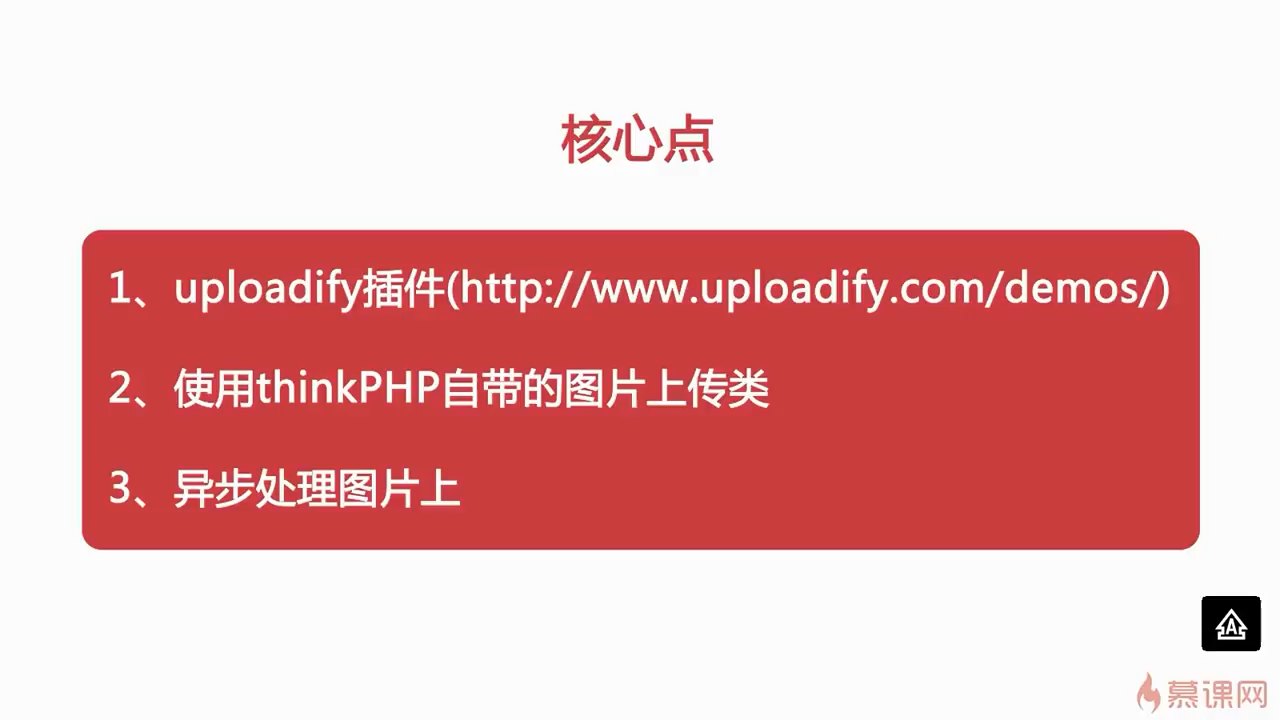 核心点
1、uploadify插件(http://www.uploadify.com/demos/)
2、使用thinkPHP自带的图片上传类
3、异步处理图片上
A
慕课网